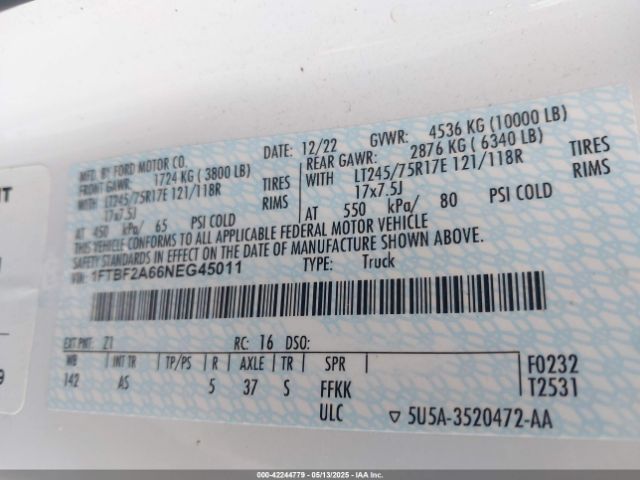 MFD. BY FORD MOTOR CO. DATE: 12/22 GVWR: 4536 KG (10000 LB)
FRONT GAWR: 1724 KG ( 3800 LB) REAR GAWR: 2876 KG ( 6340 LB)
WITH LT245/75R17E 121/118R TIRES WITH LT245/75R17E 121/118R TIRES
17x7.5J RIMS 17x7.5J RIMS
AT 450 kPa/ 65 PSI COLD AT 550 kPa/ 80 PSI COLD
THIS VEHICLE CONFORMS TO ALL APPLICABLE FEDERAL MOTOR VEHICLE
SAFETY STANDARDS IN EFFECT ON THE DATE OF MANUFACTURE SHOWN ABOVE.
VIN: 1FTBF2A66NEG45011 TYPE: Truck
EXT PNT: Z1 RC: 16 DSO:
WB INT TR TP/PS R AXLE TR SPR F0232
142 AS 5 37 S FFKK T2531
ULC ▽ 5U5A-3520472-AA
NT
9
000-42244779 - 05/13/2025 - IAA, Inc.